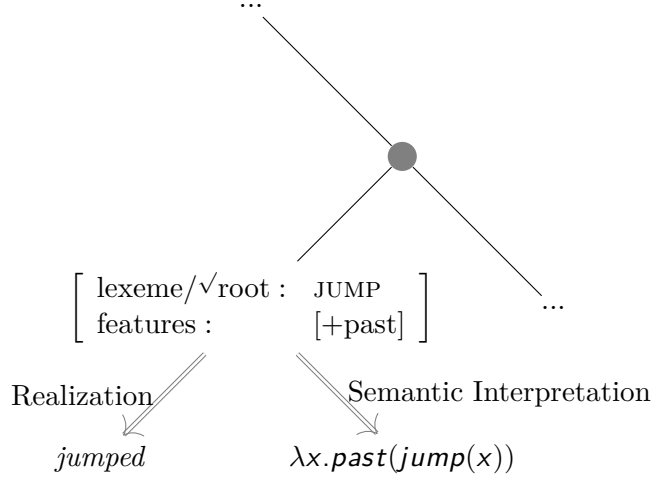 ...
...
lexeme/√root : JUMP
features : [+past]
Realization
Semantic Interpretation
jumped
λx.past(jump(x))